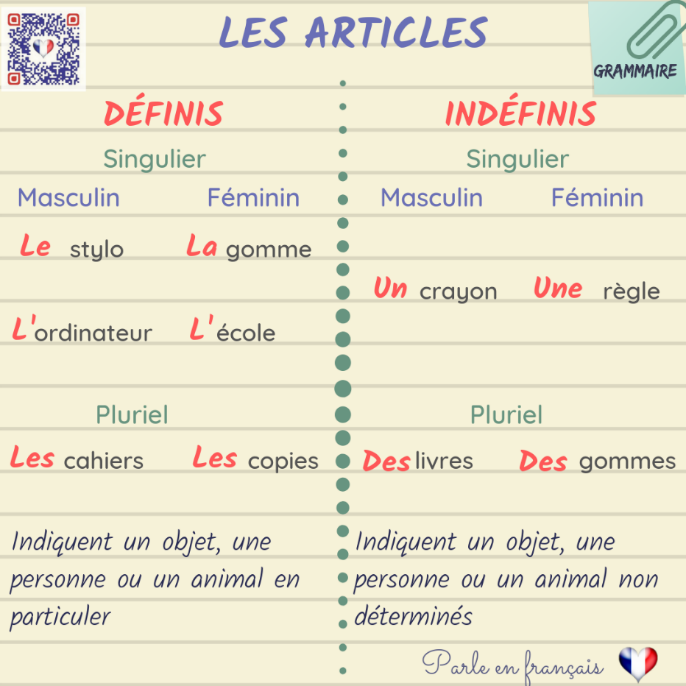 LES ARTICLES
GRAMMAIRE
DÉFINIS
Singulier
Masculin Féminin
Le stylo La gomme
L'ordinateur L'école
Pluriel
Les cahiers Les copies
Indiquent un objet, une
personne ou un animal en
particuler
INDÉFINIS
Singulier
Masculin Féminin
Un crayon Une règle
Pluriel
Des livres Des gommes
Indiquent un objet, une
personne ou un animal non
déterminés
Parle en français